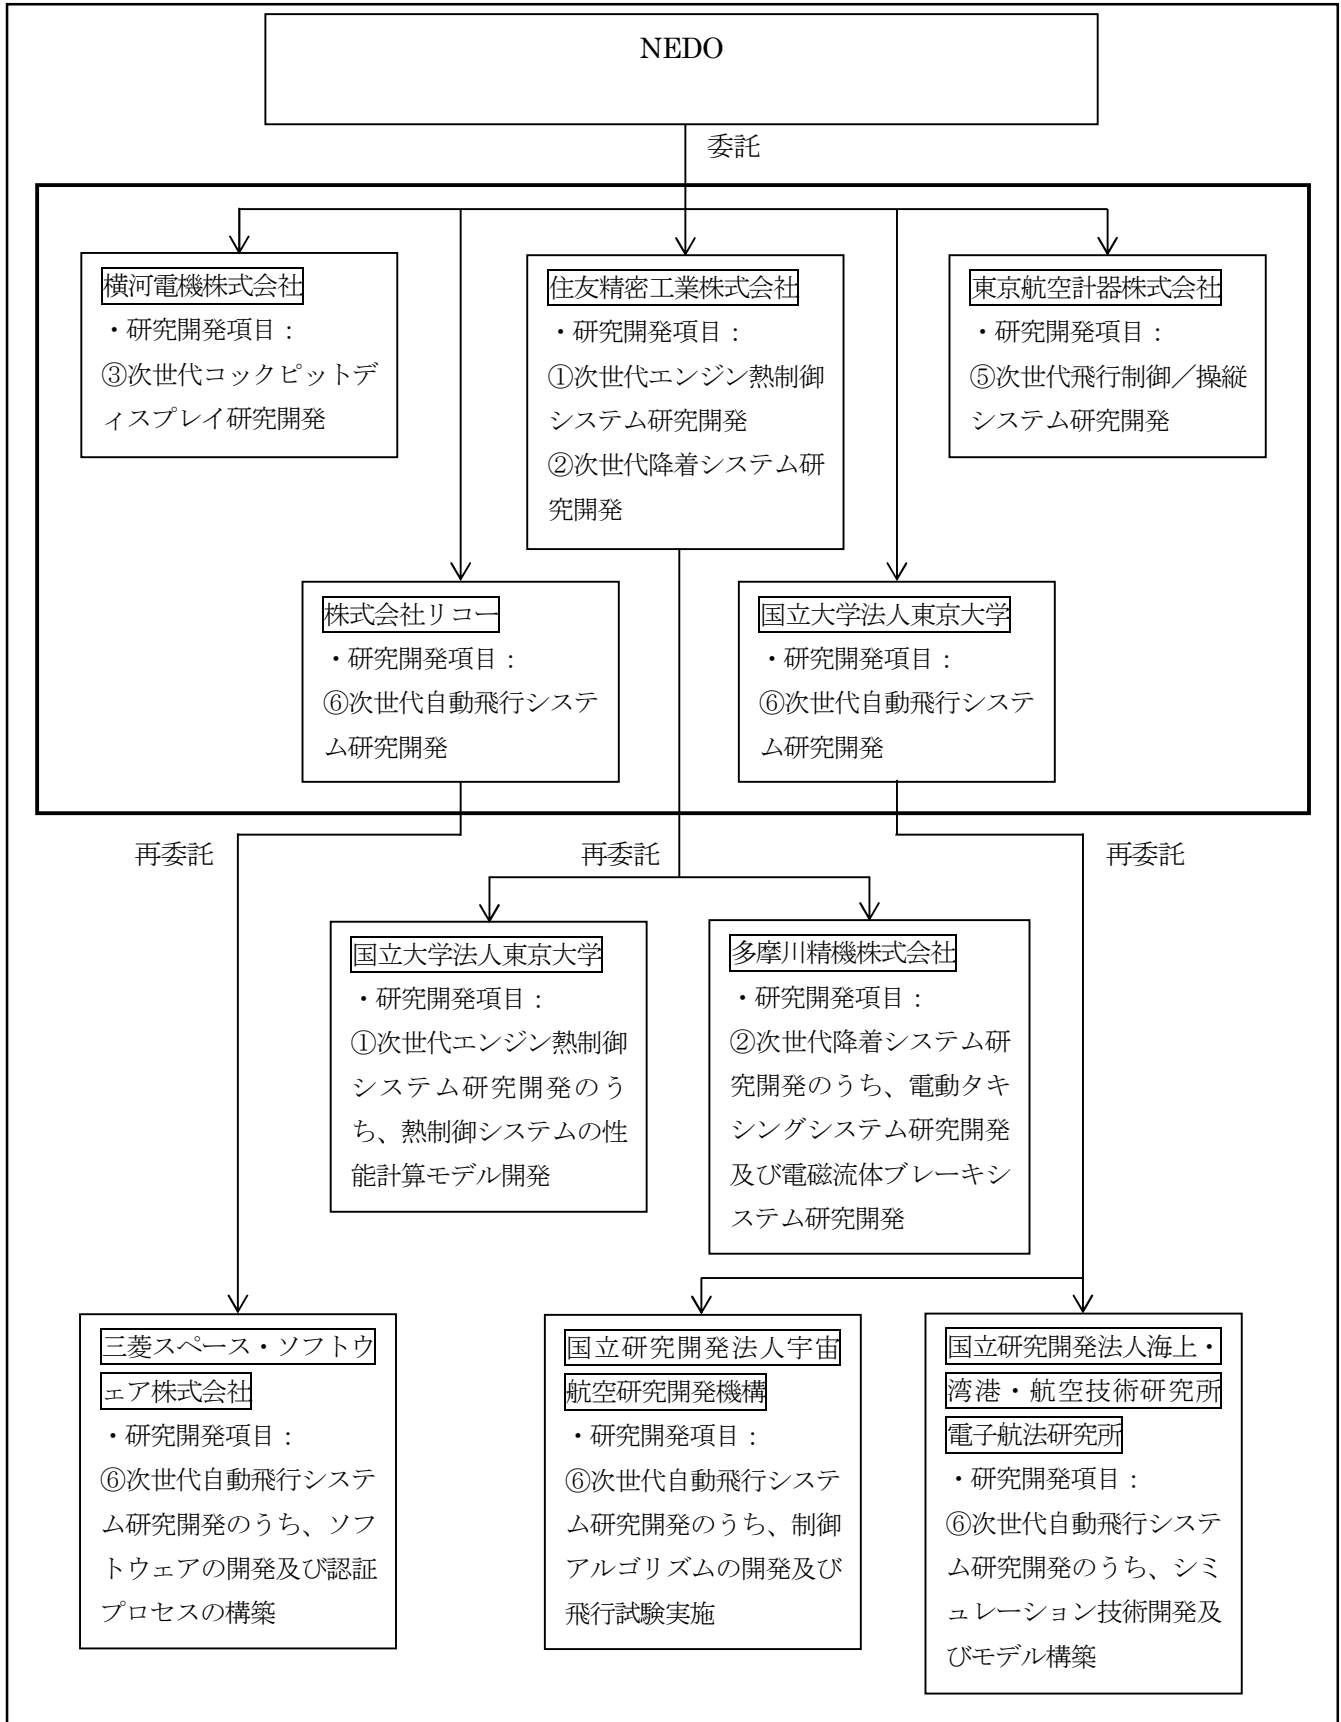 NEDO
委託
横河電機株式会社
・研究開発項目：
③次世代コックピットデ
ィスプレイ研究開発
住友精密工業株式会社
・研究開発項目：
①次世代エンジン熱制御
システム研究開発
②次世代降着システム研
究開発
東京航空計器株式会社
・研究開発項目：
⑤次世代飛行制御／操縦
システム研究開発
株式会社リコー
・研究開発項目：
⑥次世代自動飛行システ
ム研究開発
国立大学法人東京大学
・研究開発項目：
⑥次世代自動飛行システ
ム研究開発
再委託
再委託
再委託
国立大学法人東京大学
・研究開発項目：
①次世代エンジン熱制御
システム研究開発のう
ち、熱制御システムの性
能計算モデル開発
多摩川精機株式会社
・研究開発項目：
②次世代降着システム研
究開発のうち、電動タキ
シングシステム研究開発
及び電磁流体ブレーキシ
ステム研究開発
三菱スペース・ソフトウ
ェア株式会社
・研究開発項目：
⑥次世代自動飛行システ
ム研究開発のうち、ソフ
トウェアの開発及び認証
プロセスの構築
国立研究開発法人宇宙
航空研究開発機構
・研究開発項目：
⑥次世代自動飛行システ
ム研究開発のうち、制御
アルゴリズムの開発及び
飛行試験実施
国立研究開発法人海上・
湾港・航空技術研究所
電子航法研究所
・研究開発項目：
⑥次世代自動飛行システ
ム研究開発のうち、シミ
ュレーション技術開発及
びモデル構築